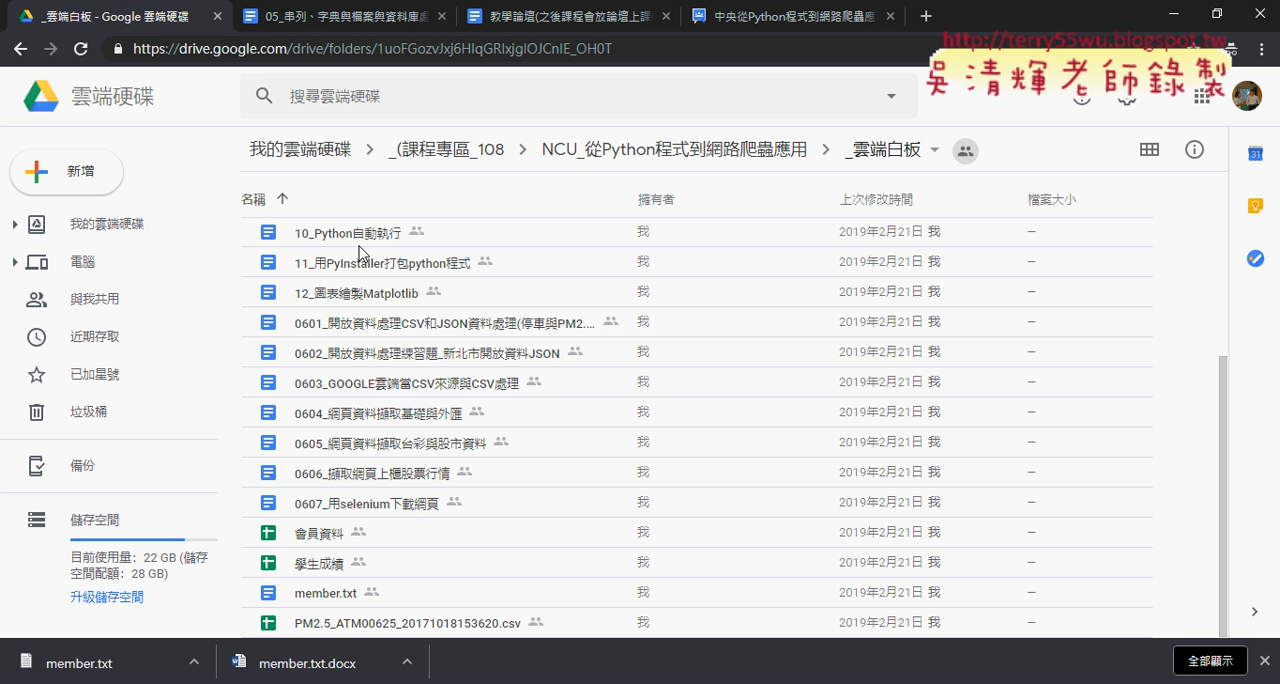 _雲端白板 - Google 雲端硬碟
05_串列、字典與檔案與資料庫處
教學論壇(之後課程會放論壇上課
中央從Python程式到網路爬蟲應
https://drive.google.com/drive/folders/1uoFGozvJxj6HIqGRlxjglOJCnIE_OH0T
http://terry55wu.blogspot.tw
吳清輝老師錄製
雲端硬碟
搜尋雲端硬碟
新增
我的雲端硬碟
電腦
與我共用
近期存取
已加星號
垃圾桶
備份
儲存空間
目前使用量: 22 GB (儲存
空間配額: 28 GB)
升級儲存空間
我的雲端硬碟 > _(課程專區_108 > NCU_從Python程式到網路爬蟲應用 > _雲端白板
名稱 擁有者 上次修改時間 檔案大小
10_Python自動執行 我 2019年2月21日 我 –
11_用PyInstaller打包python程式 我 2019年2月21日 我 –
12_圖表繪製Matplotlib 我 2019年2月21日 我 –
0601_開放資料處理CSV和JSON資料處理(停車與PM2.... 我 2019年2月21日 我 –
0602_開放資料處理練習題_新北市開放資料JSON 我 2019年2月21日 我 –
0603_GOOGLE雲端當CSV來源與CSV處理 我 2019年2月21日 我 –
0604_網頁資料擷取基礎與外匯 我 2019年2月21日 我 –
0605_網頁資料擷取台彩與股市資料 我 2019年2月21日 我 –
0606_擷取網頁上櫃股票行情 我 2019年2月21日 我 –
0607_用selenium下載網頁 我 2019年2月21日 我 –
會員資料 我 2019年2月21日 我 –
學生成績 我 2019年2月21日 我 –
member.txt 我 2019年2月21日 我 –
PM2.5_ATM00625_20171018153620.csv 我 2019年2月21日 我 –
31
member.txt
member.txt.docx
全部顯示